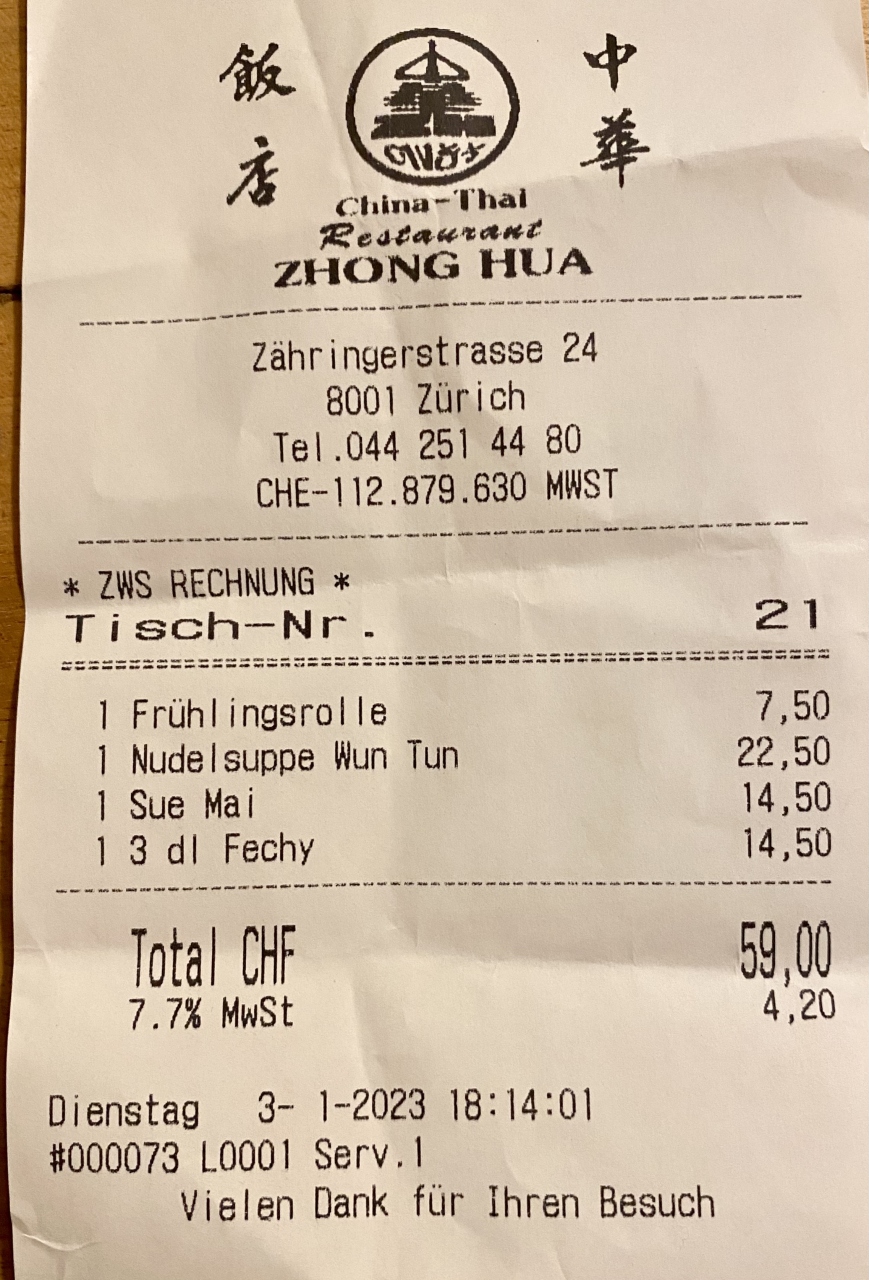 中華
飯店
China-Thai
Restaurant
ZHONG HUA
Zähringerstrasse 24
8001 Zürich
Tel.044 251 44 80
CHE-112.879.630 MWST
* ZWS RECHNUNG *
Tisch-Nr. 21
1 Frühlingsrolle 7,50
1 Nudelsuppe Wun Tun 22,50
1 Sue Mai 14,50
1 3 dl Fechy 14,50
Total CHF 59,00
7.7% MwSt 4,20
Dienstag 3- 1-2023 18:14:01
#000073 L0001 Serv.1
Vielen Dank für Ihren Besuch